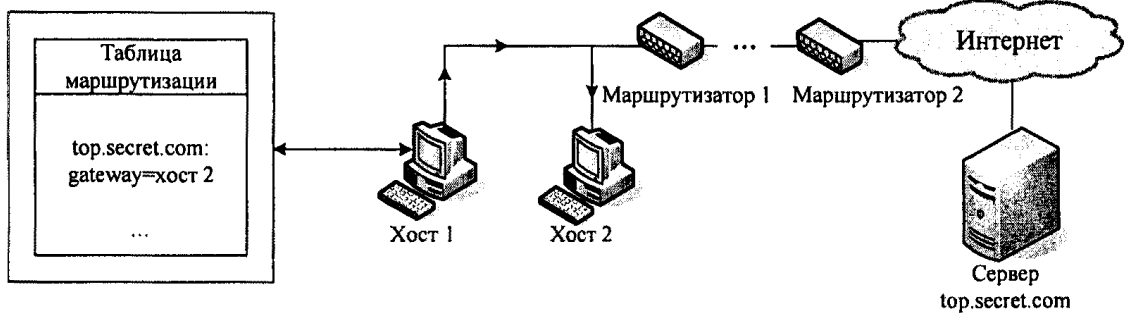 Таблица
маршрутизации
top.secret.com:
gateway=хост 2
...
Хост 1
Хост 2
Маршрутизатор 1
...
Маршрутизатор 2
Интернет
Сервер
top.secret.com